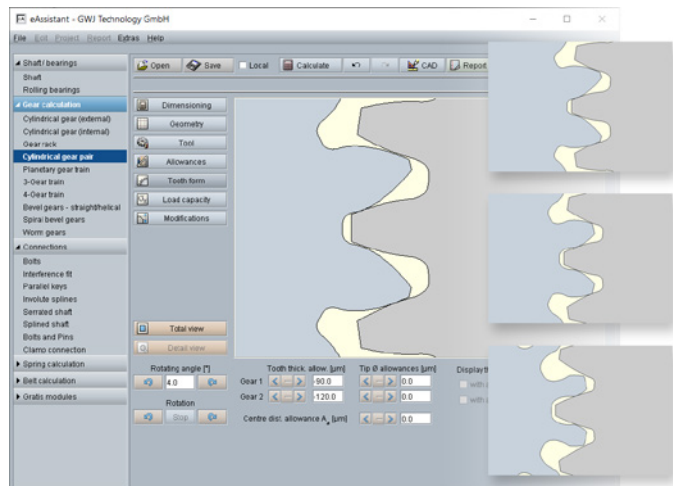 eAssistant - GWJ Technology GmbH
File Edit Project Report Extras Help
Open Save Local Calculate CAD Report
Shaft/ bearings
Shaft
Rolling bearings
Gear calculation
Cylindrical gear (external)
Cylindrical gear (internal)
Gear rack
Cylindrical gear pair
Planetary gear train
3-Gear train
4-Gear train
Bevel gears - straight/helical
Spiral bevel gears
Worm gears
Connections
Bolts
Interference fit
Parallel keys
Involute splines
Serrated shaft
Splined shaft
Bolts and Pins
Clamp connection
Spring calculation
Belt calculation
Gratis modules
Dimensioning
Geometry
Tool
Allowances
Tooth form
Load capacity
Modifications
Total view
Detail view
Rotating angle [°]
4.0
Rotation
Stop
Tooth thick. allow. [µm] Tip Ø allowances [µm]
Gear 1 -90.0 0.0
Gear 2 -120.0 0.0
Centre dist. allowance Aₐ [µm] 0.0
Display
with
with